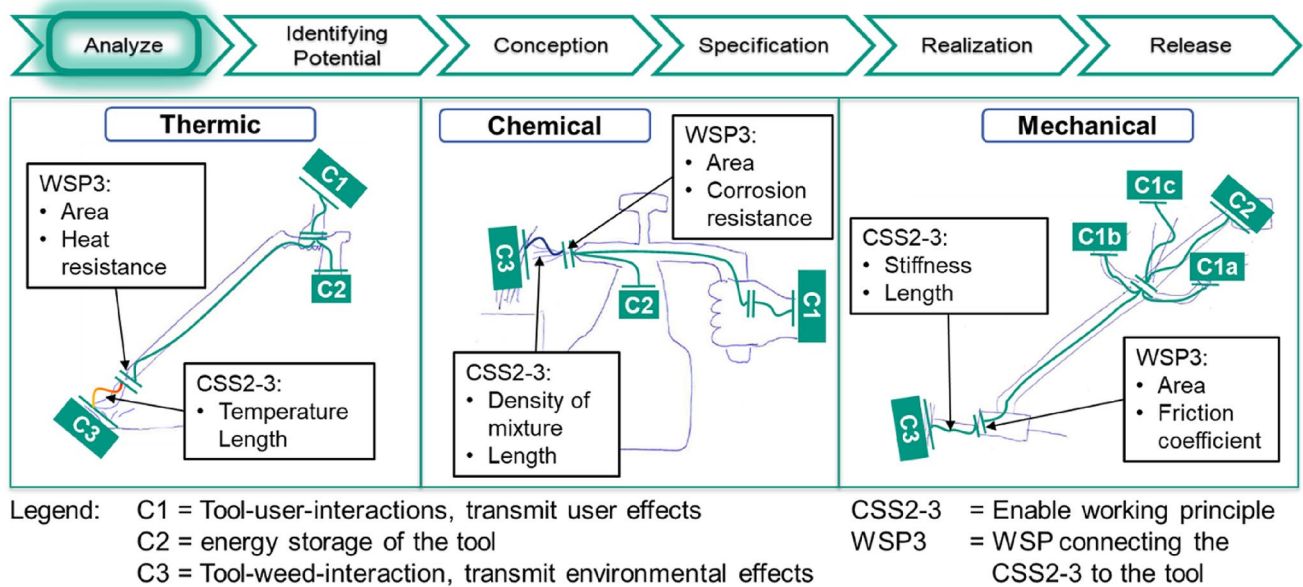 Analyze
Identifying
Potential
Conception
Specification
Realization
Release
Thermic
WSP3:
• Area
• Heat
resistance
C1
C2
CSS2-3:
• Temperature
Length
C3
Chemical
WSP3:
• Area
• Corrosion
resistance
C3
C2
C1
CSS2-3:
• Density of
mixture
• Length
Mechanical
C1c
C2
C1b
C1a
CSS2-3:
• Stiffness
• Length
WSP3:
• Area
• Friction
coefficient
C3
Legend: C1 = Tool-user-interactions, transmit user effects
C2 = energy storage of the tool
C3 = Tool-weed-interaction, transmit environmental effects
CSS2-3 = Enable working principle
WSP3 = WSP connecting the
CSS2-3 to the tool